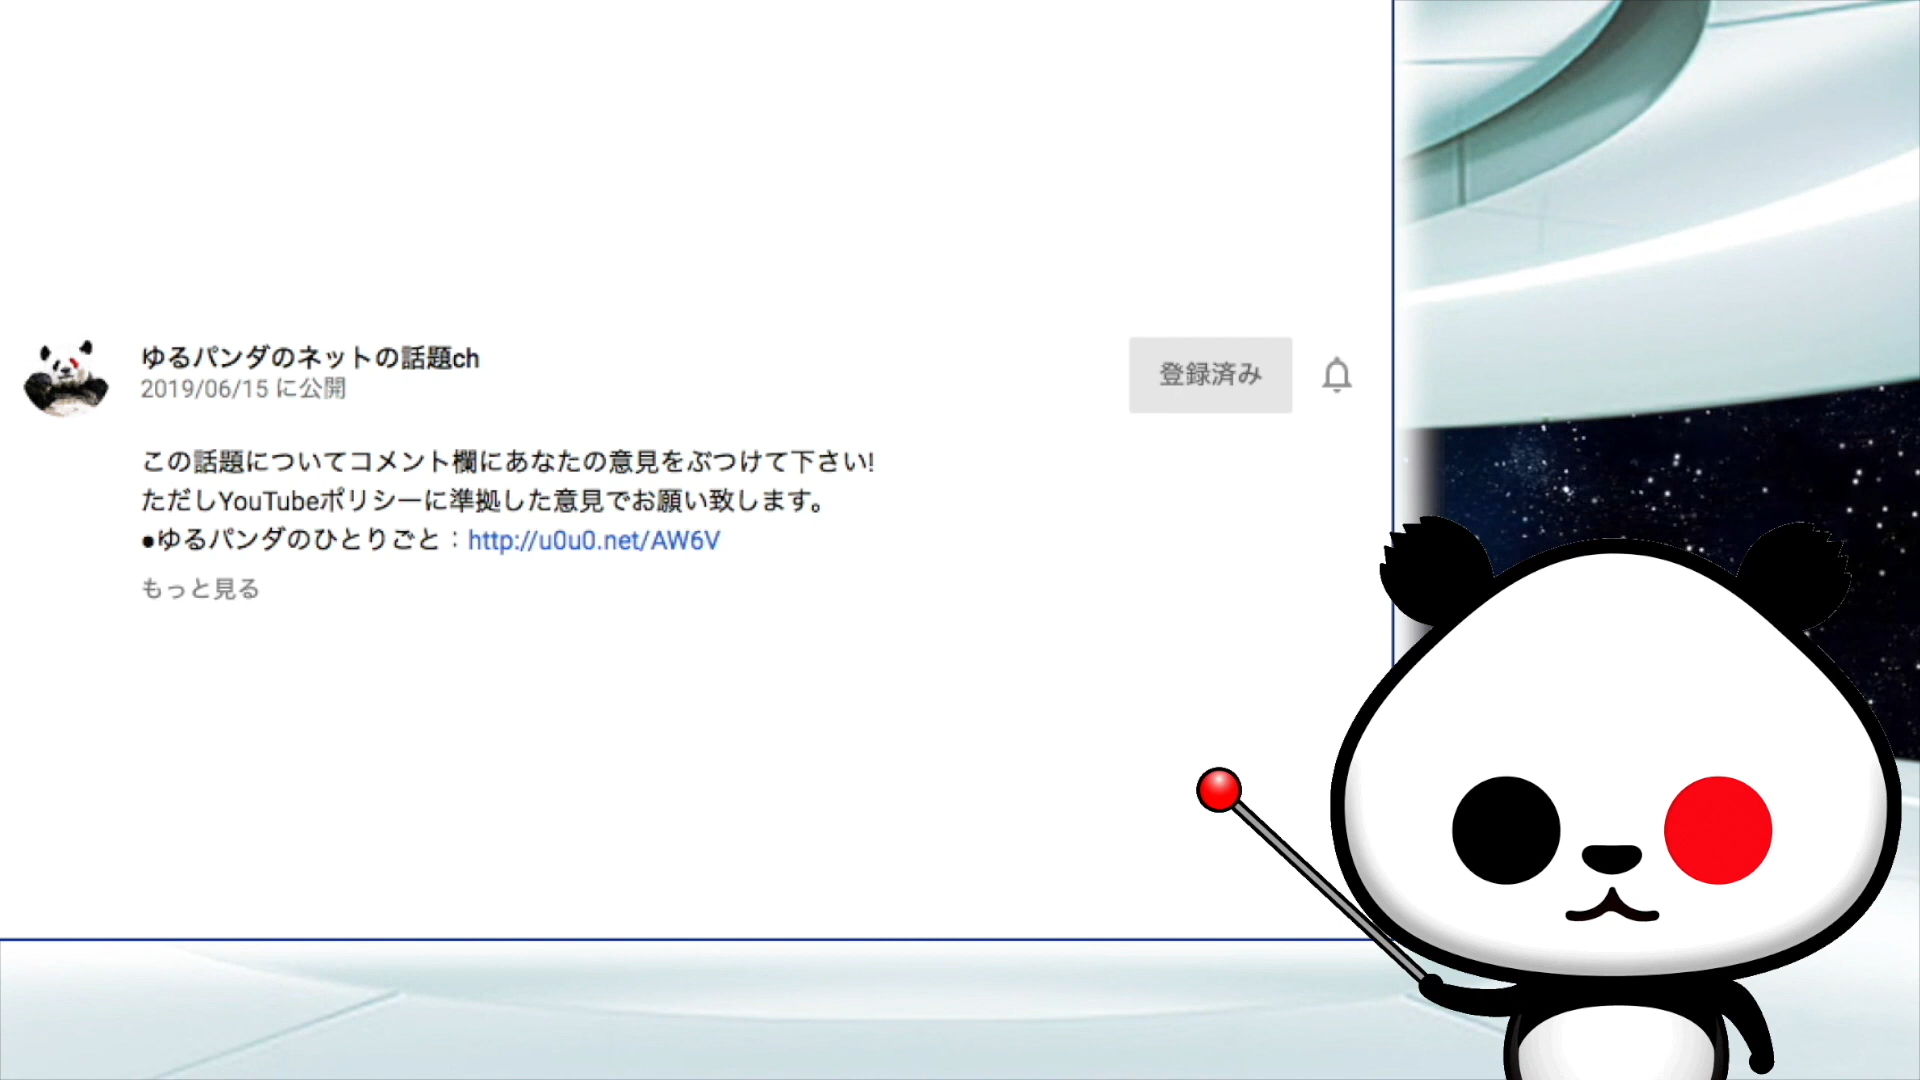 ゆるパンダのネットの話題ch
2019/06/15 に公開
登録済み
この話題についてコメント欄にあなたの意見をぶつけて下さい!
ただしYouTubeポリシーに準拠した意見でお願い致します。
●ゆるパンダのひとりごと：http://u0u0.net/AW6V
もっと見る